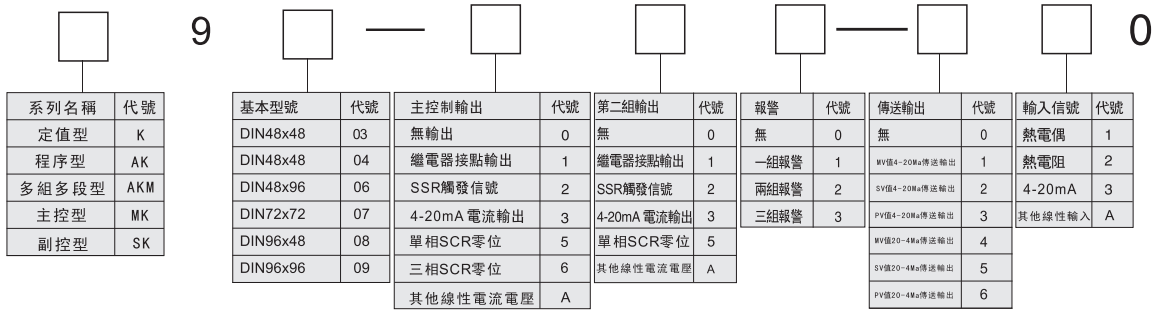 9 — — 0
系列名稱 代號
定值型 K
程序型 AK
多組多段型 AKM
主控型 MK
副控型 SK
基本型號 代號
DIN48x48 03
DIN48x48 04
DIN48x96 06
DIN72x72 07
DIN96x48 08
DIN96x96 09
主控制輸出 代號
無輸出 0
繼電器接點輸出 1
SSR觸發信號 2
4-20mA電流輸出 3
單相SCR零位 5
三相SCR零位 6
其他線性電流電壓 A
第二組輸出 代號
無 0
繼電器接點輸出 1
SSR觸發信號 2
4-20mA電流輸出 3
單相SCR零位 5
其他線性電流電壓 A
報警 代號
無 0
一組報警 1
兩組報警 2
三組報警 3
傳送輸出 代號
無 0
MV值4-20Ma傳送輸出 1
SV值4-20Ma傳送輸出 2
PV值4-20Ma傳送輸出 3
MV值20-4Ma傳送輸出 4
SV值20-4Ma傳送輸出 5
PV值20-4Ma傳送輸出 6
輸入信號 代號
熱電偶 1
熱電阻 2
4-20mA 3
其他線性輸入 A